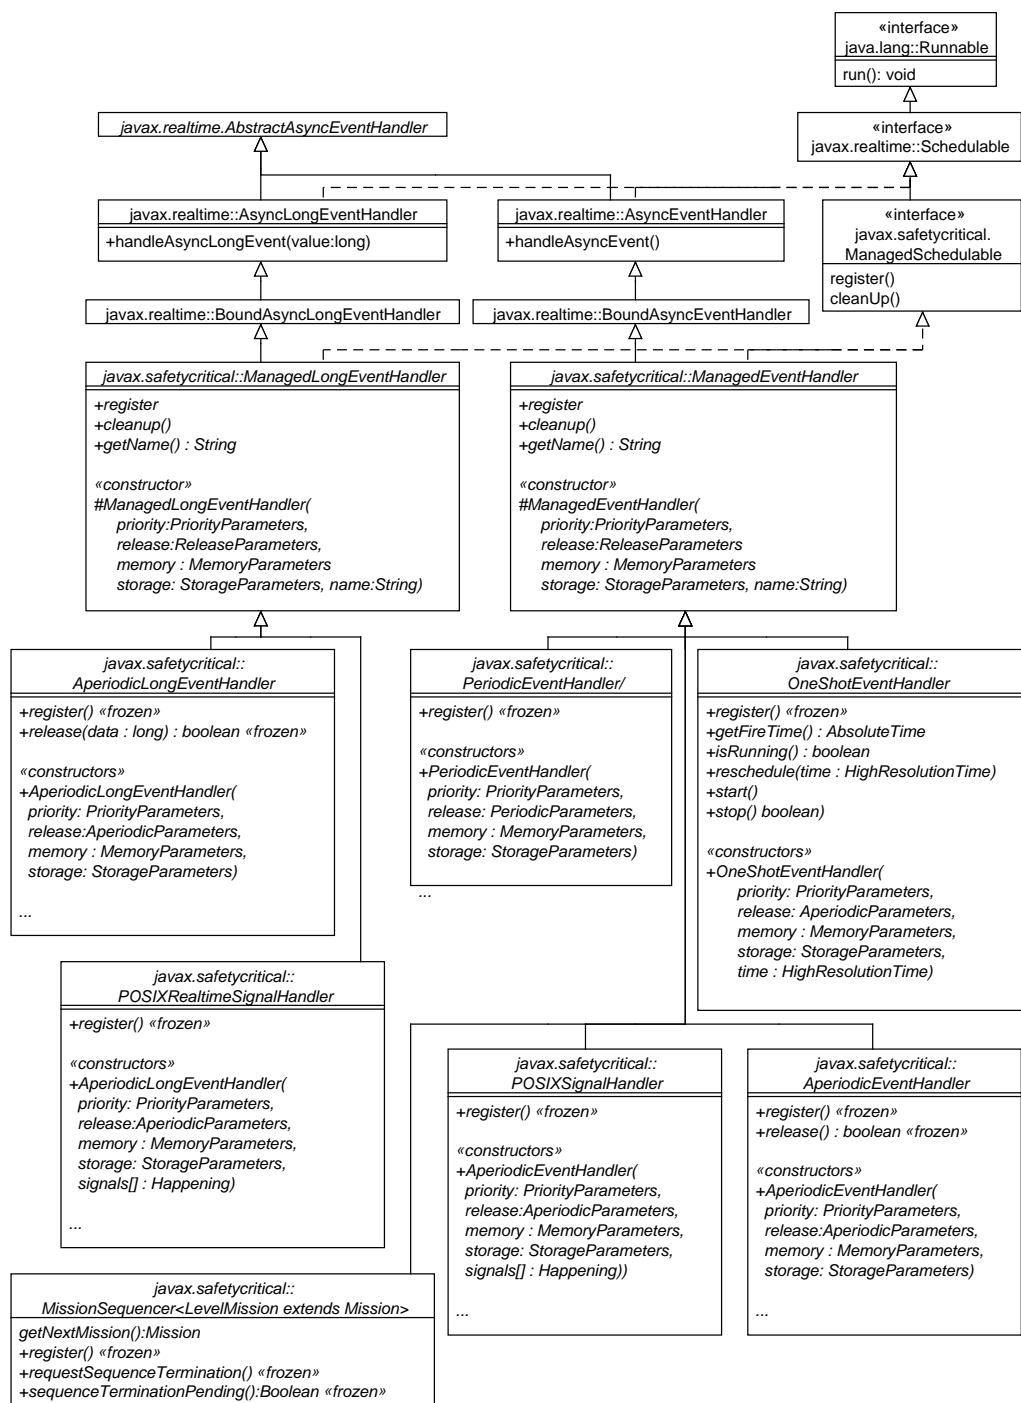 «interface»
java.lang::Runnable
run(): void
javax.realtime.AbstractAsyncEventHandler
«interface»
javax.realtime::Schedulable
javax.realtime::AsyncLongEventHandler
+handleAsyncLongEvent(value:long)
javax.realtime::AsyncEventHandler
+handleAsyncEvent()
«interface»
javax.safetycritical.
ManagedSchedulable
register()
cleanUp()
javax.realtime::BoundAsyncLongEventHandler
javax.realtime::BoundAsyncEventHandler
javax.safetycritical::ManagedLongEventHandler
+register
+cleanup()
+getName() : String
«constructor»
#ManagedLongEventHandler(
priority:PriorityParameters,
release:ReleaseParameters,
memory : MemoryParameters
storage: StorageParameters, name:String)
javax.safetycritical::ManagedEventHandler
+register
+cleanup()
+getName() : String
«constructor»
#ManagedEventHandler(
priority:PriorityParameters,
release:ReleaseParameters
memory : MemoryParameters
storage: StorageParameters, name:String)
javax.safetycritical::
AperiodicLongEventHandler
+register() «frozen»
+release(data : long) : boolean «frozen»
«constructors»
+AperiodicLongEventHandler(
priority: PriorityParameters,
release:AperiodicParameters,
memory : MemoryParameters,
storage: StorageParameters)
...
javax.safetycritical::
PeriodicEventHandler/
+register() «frozen»
«constructors»
+PeriodicEventHandler(
priority: PriorityParameters,
release: PeriodicParameters,
memory : MemoryParameters,
storage: StorageParameters)
...
javax.safetycritical::
OneShotEventHandler
+register() «frozen»
+getFireTime() : AbsoluteTime
+isRunning() : boolean
+reschedule(time : HighResolutionTime)
+start()
+stop() boolean)
«constructors»
+OneShotEventHandler(
priority: PriorityParameters,
release: AperiodicParameters,
memory : MemoryParameters,
storage: StorageParameters,
time : HighResolutionTime)
javax.safetycritical::
POSIXRealtimeSignalHandler
+register() «frozen»
«constructors»
+AperiodicLongEventHandler(
priority: PriorityParameters,
release:AperiodicParameters,
memory : MemoryParameters,
storage: StorageParameters,
signals[] : Happening)
...
javax.safetycritical::
POSIXSignalHandler
+register() «frozen»
«constructors»
+AperiodicEventHandler(
priority: PriorityParameters,
release:AperiodicParameters,
memory : MemoryParameters,
storage: StorageParameters,
signals[] : Happening))
...
javax.safetycritical::
AperiodicEventHandler
+register() «frozen»
+release() : boolean «frozen»
«constructors»
+AperiodicEventHandler(
priority: PriorityParameters,
release:AperiodicParameters,
memory : MemoryParameters,
storage: StorageParameters)
...
javax.safetycritical::
MissionSequencer<LevelMission extends Mission>
getNextMission():Mission
+register() «frozen»
+requestSequenceTermination() «frozen»
+sequenceTerminationPending():Boolean «frozen»